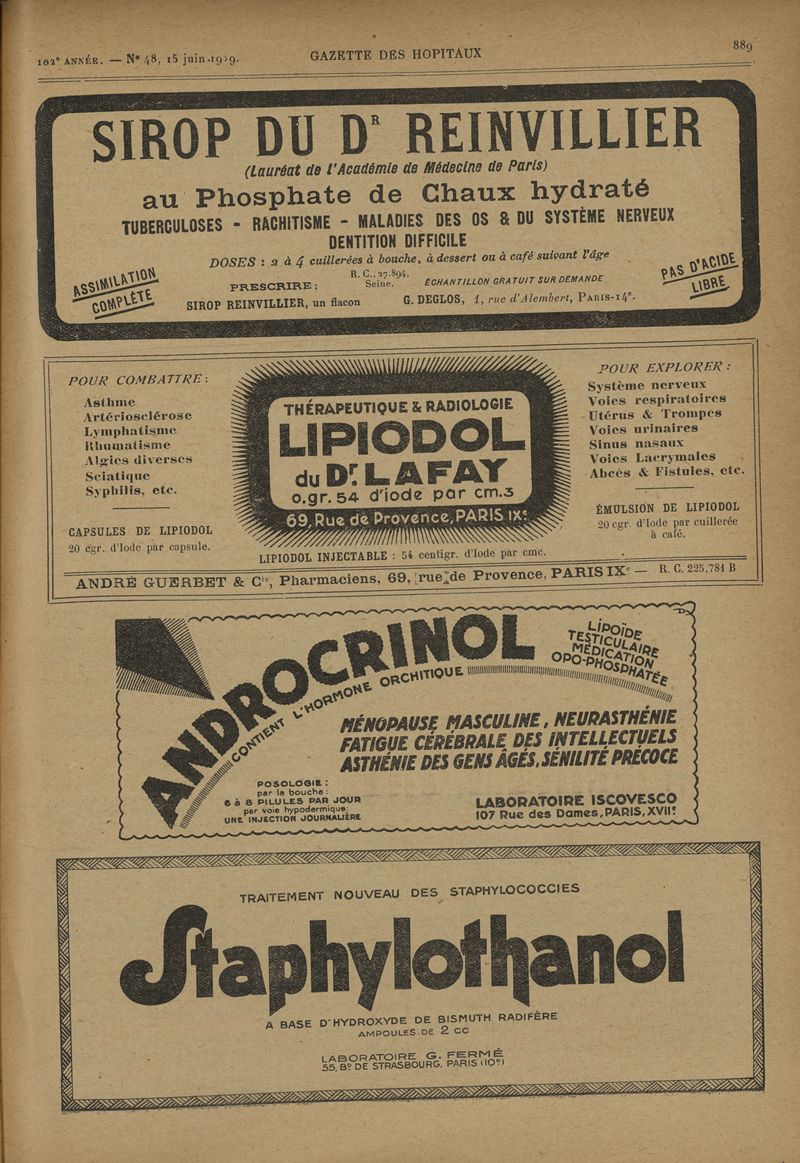 102e ANNÉE. — No 48, 15 juin 1929.
GAZETTE DES HOPITAUX
889
SIROP DU DR REINVILLIER
(Lauréat de l'Académie de Médecine de Paris)
au Phosphate de Chaux hydraté
TUBERCULOSES - RACHITISME - MALADIES DES OS & DU SYSTÈME NERVEUX
DENTITION DIFFICILE
DOSES : 2 à 4 cuillerées à bouche, à dessert ou à café suivant l'âge
ASSIMILATION
COMPLÈTE
PRESCRIRE :
R. C., 27.894,
Seine.
ÉCHANTILLON GRATUIT SUR DEMANDE
SIROP REINVILLIER, un flacon
G. DEGLOS, 1, rue d'Alembert, PARIS-14e.
PAS D'ACIDE
LIBRE
POUR COMBATTRE :
Asthme
Artériosclérose
Lymphatisme
Rhumatisme
Algies diverses
Sciatique
Syphilis, etc.
CAPSULES DE LIPIODOL
20 cgr. d'Iode par capsule.
THÉRAPEUTIQUE & RADIOLOGIE
LIPIODOL
du Dr. LAFAY
0.gr. 54 d'iode par cm.3
69, Rue de Provence, PARIS IXe
LIPIODOL INJECTABLE : 54 centigr. d'Iode par cmc.
POUR EXPLORER :
Système nerveux
Voies respiratoires
Utérus & Trompes
Voies urinaires
Sinus nasaux
Voies Lacrymales
Abcès & Fistules, etc.
ÉMULSION DE LIPIODOL
20 cgr. d'Iode par cuillerée
à café.
ANDRÉ GUERBET & Cie, Pharmaciens, 69, rue de Provence, PARIS IXe — R. C. 225.781 B
ANDROCRINOL
CONTIENT L'HORMONE ORCHITIQUE
LIPOÏDE
TESTICULAIRE
MÉDICATION
OPO-PHOSPHATÉE
MÉNOPAUSE MASCULINE, NEURASTHÉNIE
FATIGUE CÉRÉBRALE DES INTELLECTUELS
ASTHÉNIE DES GENS ÂGÉS, SÉNILITÉ PRÉCOCE
POSOLOGIE :
par la bouche :
6 à 8 PILULES PAR JOUR
par voie hypodermique :
UNE INJECTION JOURNALIÈRE
LABORATOIRE ISCOVESCO
107 Rue des Dames, PARIS, XVIIe
TRAITEMENT NOUVEAU DES STAPHYLOCOCCIES
Staphylothanol
A BASE D'HYDROXYDE DE BISMUTH RADIFÈRE
AMPOULES DE 2 CC
LABORATOIRE G. FERMÉ
55, Bd DE STRASBOURG, PARIS (10e)